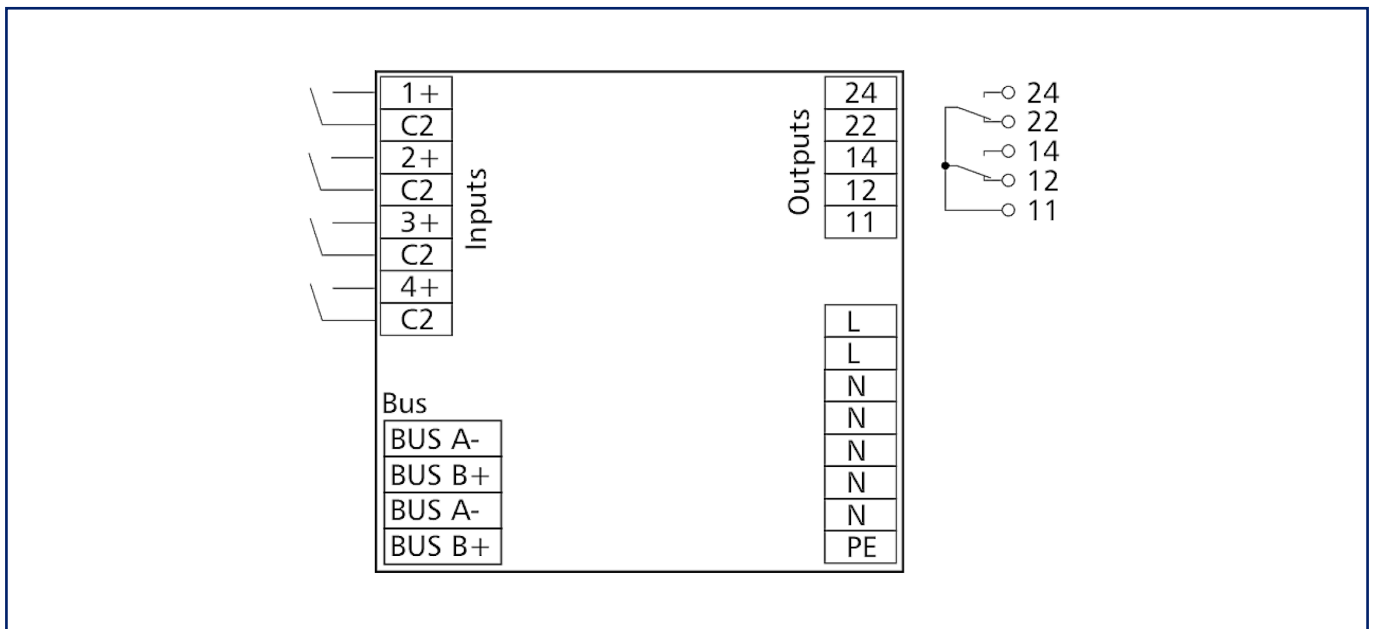 1+
C2
2+
C2
3+
C2
4+
C2
Inputs
Bus
BUS A-
BUS B+
BUS A-
BUS B+
Outputs
24
22
14
12
11
L
L
N
N
N
N
N
PE
24
22
14
12
11